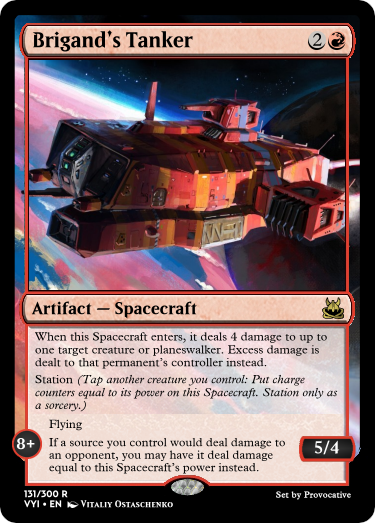 Brigand's Tanker 2
Artifact — Spacecraft
When this Spacecraft enters, it deals 4 damage to up to
one target creature or planeswalker. Excess damage is
dealt to that permanent's controller instead.
Station (Tap another creature you control: Put charge
counters equal to its power on this Spacecraft. Station only as
a sorcery.)
Flying
8+ If a source you control would deal damage to
an opponent, you may have it deal damage
equal to this Spacecraft's power instead.
5/4
131/300 R
VYI • EN Vitaliy Ostaschenko
Set by Provocative